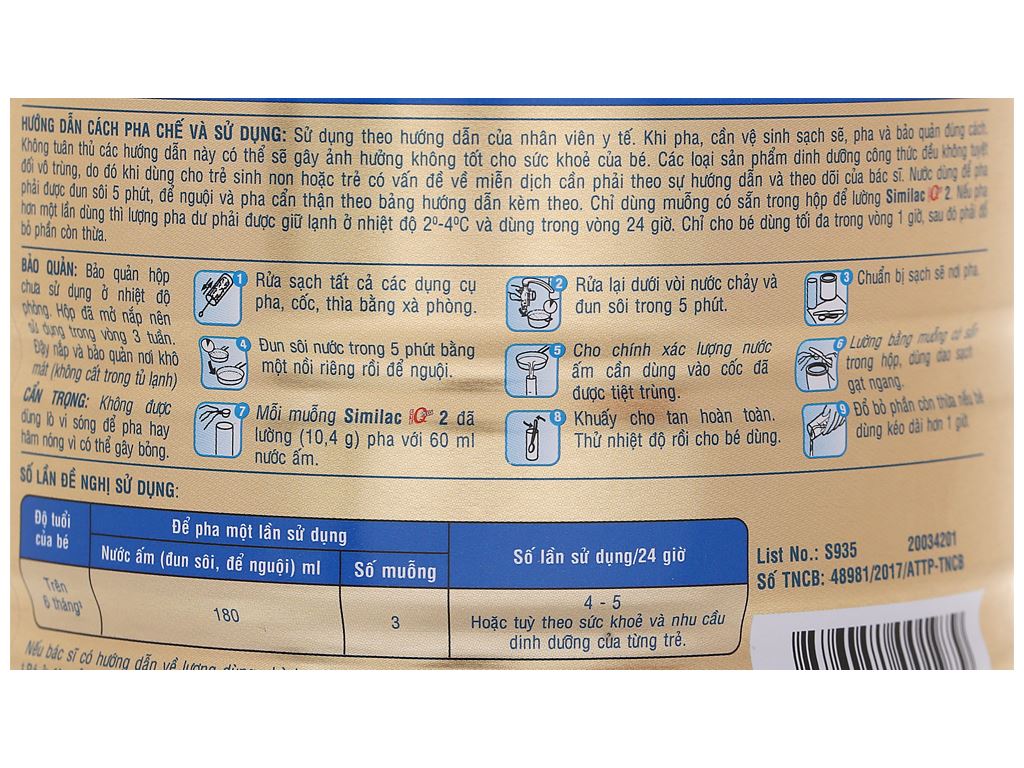 HƯỚNG DẪN CÁCH PHA CHẾ VÀ SỬ DỤNG: Sử dụng theo hướng dẫn của nhân viên y tế. Khi pha, cần vệ sinh sạch sẽ, pha và bảo quản đúng cách.
Không tuân thủ các hướng dẫn này có thể sẽ gây ảnh hưởng không tốt cho sức khoẻ của bé. Các loại sản phẩm dinh dưỡng công thức đều không tuyệt
đối vô trùng, do đó khi dùng cho trẻ sinh non hoặc trẻ có vấn đề về miễn dịch cần phải theo sự hướng dẫn và theo dõi của bác sĩ. Nước dùng để pha
phải được đun sôi 5 phút, để nguội và pha cẩn thận theo bảng hướng dẫn kèm theo. Chỉ dùng muỗng có sẵn trong hộp để lường Similac IQ 2. Nếu pha
hơn một lần dùng thì lượng pha dư phải được giữ lạnh ở nhiệt độ 2º-4ºC và dùng trong vòng 24 giờ. Chỉ cho bé dùng tối đa trong vòng 1 giờ, sau đó phải đổ
bỏ phần còn thừa.
BẢO QUẢN: Bảo quản hộp
chưa sử dụng ở nhiệt độ
phòng. Hộp đã mở nắp nên
sử dụng trong vòng 3 tuần.
Đậy nắp và bảo quản nơi khô
mát (không cất trong tủ lạnh)
CẨN TRỌNG: Không được
dùng lò vi sóng để pha hay
hâm nóng vì có thể gây bỏng.
1 Rửa sạch tất cả các dụng cụ
pha, cốc, thìa bằng xà phòng.
2 Rửa lại dưới vòi nước chảy và
đun sôi trong 5 phút.
3 Chuẩn bị sạch sẽ nơi pha.
4 Đun sôi nước trong 5 phút bằng
một nồi riêng rồi để nguội.
5 Cho chính xác lượng nước
ấm cần dùng vào cốc đã
được tiệt trùng.
6 Lường bằng muỗng có sẵn
trong hộp, dùng dao sạch
gạt ngang.
7 Mỗi muỗng Similac IQ 2 đã
lường (10,4 g) pha với 60 ml
nước ấm.
8 Khuấy cho tan hoàn toàn.
Thử nhiệt độ rồi cho bé dùng.
9 Đổ bỏ phần còn thừa nếu bé
dùng kéo dài hơn 1 giờ.
SỐ LẦN ĐỀ NGHỊ SỬ DỤNG:
Độ tuổi
của bé
Để pha một lần sử dụng
Nước ấm (đun sôi, để nguội) ml
Số muỗng
Số lần sử dụng/24 giờ
Trên
6 tháng¹
180
3
4 - 5
Hoặc tuỳ theo sức khoẻ và nhu cầu
dinh dưỡng của từng trẻ.
List No.: S935 20034201
Số TNCB: 48981/2017/ATTP-TNCB
Nếu bác sĩ có hướng dẫn về lượng dùng